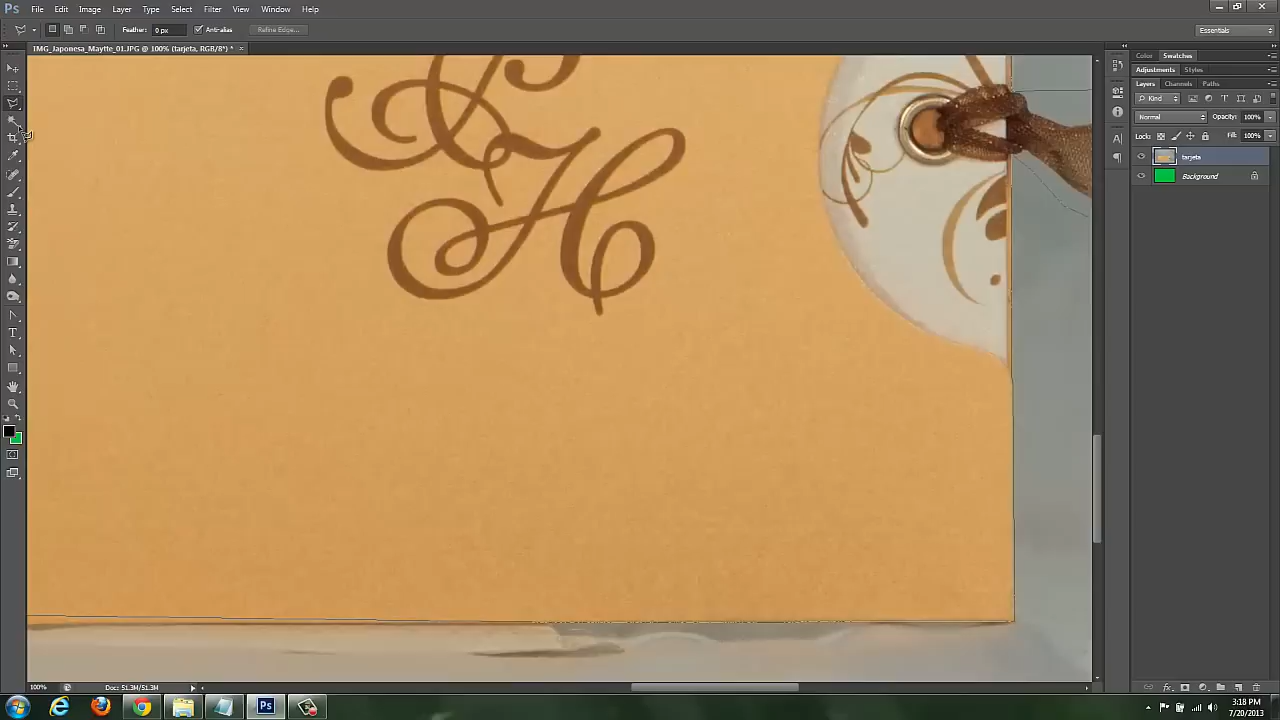 Ps File Edit Image Layer Type Select Filter View Window Help
Feather: 0 px Anti-alias Refine Edge... Essentials
IMG_Japonesa_Maytte_01.JPG @ 100% (tarjeta, RGB/8*) * ×
Color Swatches
Adjustments Styles
Layers Channels Paths
Kind
Normal Opacity: 100%
Locks: Fill: 100%
tarjeta
Background
H
100% Doc: 51.3M/51.3M
Ps
3:18 PM
7/20/2013